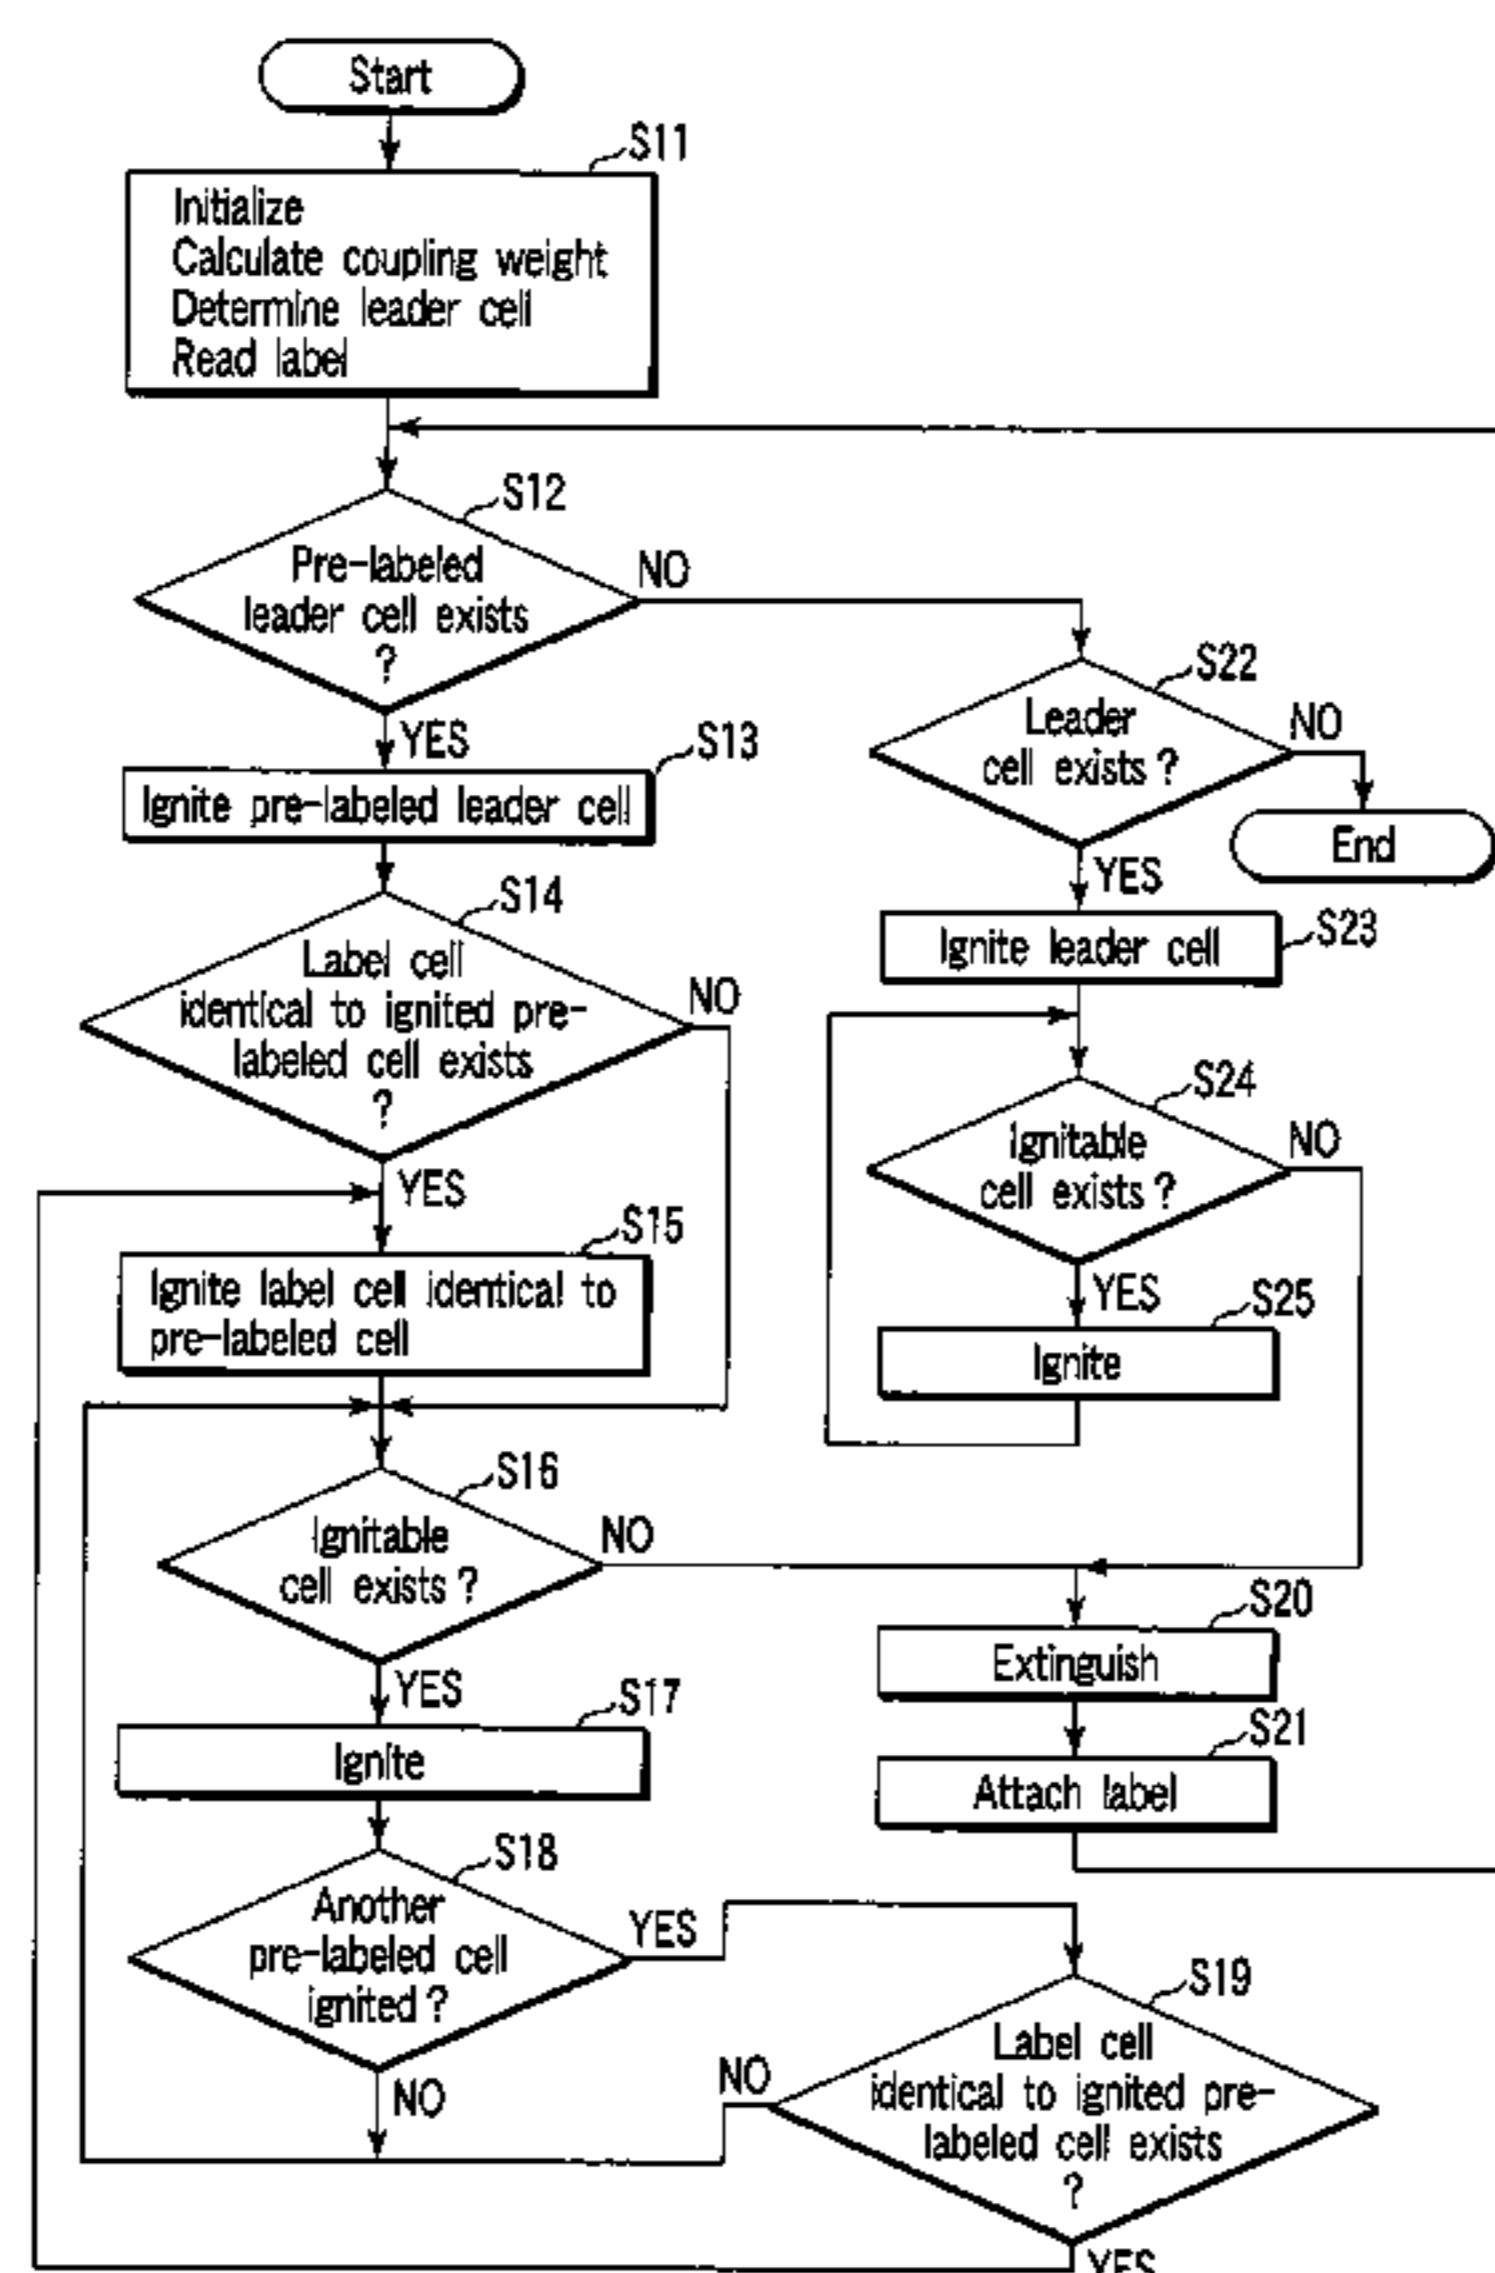 Start
S11
Initialize
Calculate coupling weight
Determine leader cell
Read label
S12
Pre-labeled
leader cell exists
?
NO
YES
S13
Ignite pre-labeled leader cell
S14
Label cell
identical to ignited pre-
labeled cell exists
?
NO
YES
S15
Ignite label cell identical to
pre-labeled cell
S16
Ignitable
cell exists?
NO
YES
S17
Ignite
S18
Another
pre-labeled cell
ignited?
YES
NO
S22
Leader
cell exists?
NO
End
YES
S23
Ignite leader cell
S24
Ignitable
cell exists?
NO
YES
S25
Ignite
S20
Extinguish
S21
Attach label
S19
Label cell
identical to ignited pre-
labeled cell exists
?
NO
YES